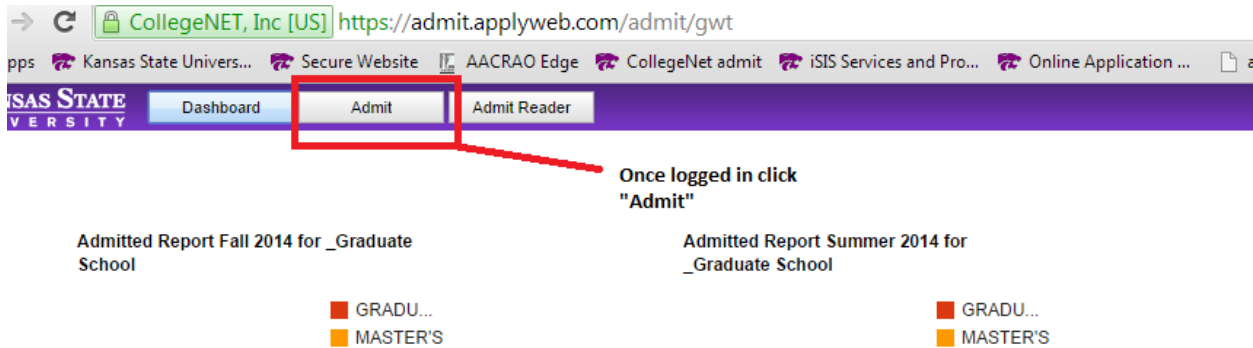 CollegeNET, Inc [US] https://admit.applyweb.com/admit/gwt
pps Kansas State Univers... Secure Website AACRAO Edge CollegeNet admit iSIS Services and Pro... Online Application ... a
NSAS STATE Dashboard Admit Admit Reader
VERSITY
Once logged in click
"Admit"
Admitted Report Fall 2014 for _Graduate
School
Admitted Report Summer 2014 for
_Graduate School
GRADU...
MASTER'S
GRADU...
MASTER'S